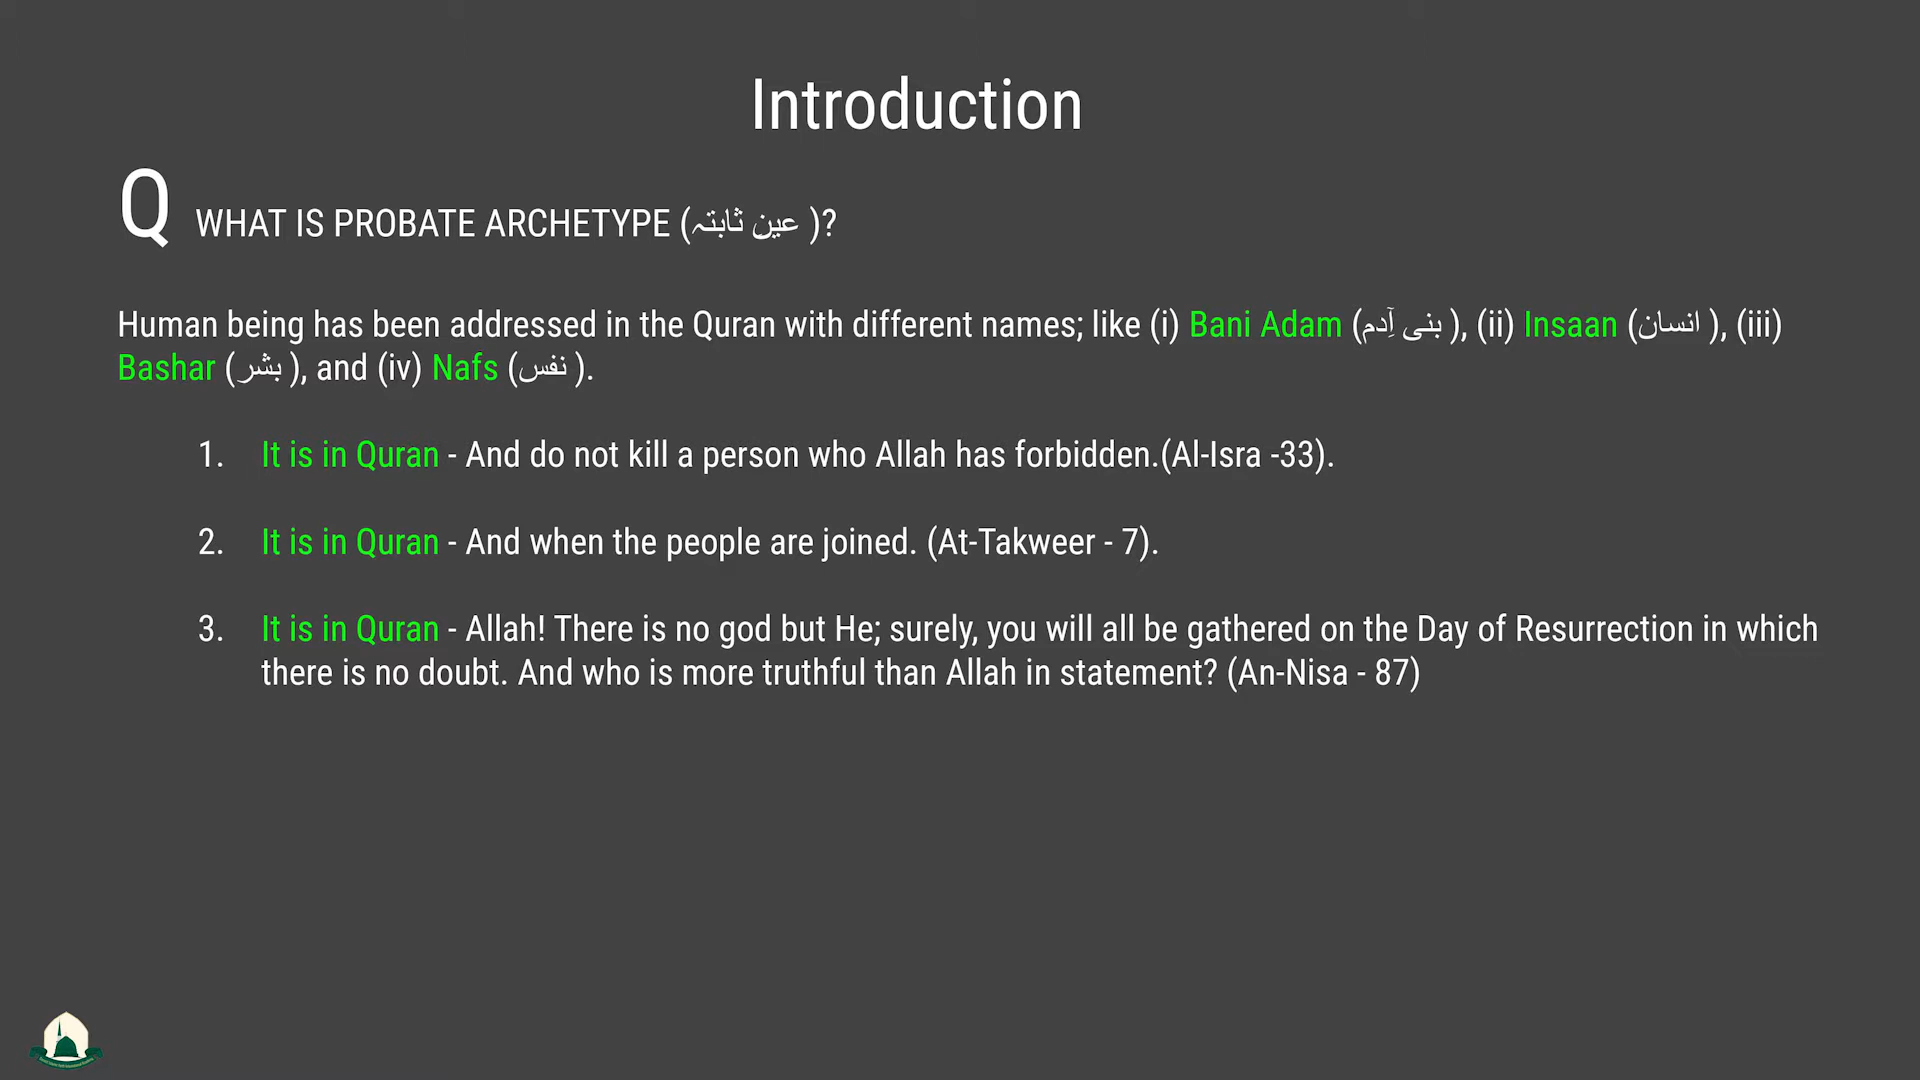 Introduction
Q WHAT IS PROBATE ARCHETYPE (عین ثابتہ )?
Human being has been addressed in the Quran with different names; like (i) Bani Adam (بنی آدم ), (ii) Insaan (انسان ), (iii)
Bashar (بشر ), and (iv) Nafs (نفس ).
1. It is in Quran - And do not kill a person who Allah has forbidden.(Al-Isra -33).
2. It is in Quran - And when the people are joined. (At-Takweer - 7).
3. It is in Quran - Allah! There is no god but He; surely, you will all be gathered on the Day of Resurrection in which
there is no doubt. And who is more truthful than Allah in statement? (An-Nisa - 87)